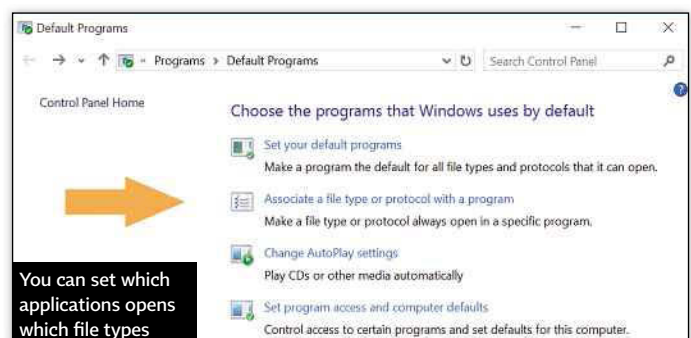 Default Programs
« Programs > Default Programs
Search Control Panel
Control Panel Home
Choose the programs that Windows uses by default
Set your default programs
Make a program the default for all file types and protocols that it can open.
Associate a file type or protocol with a program
Make a file type or protocol always open in a specific program.
Change AutoPlay settings
Play CDs or other media automatically
Set program access and computer defaults
Control access to certain programs and set defaults for this computer.
You can set which
applications opens
which file types